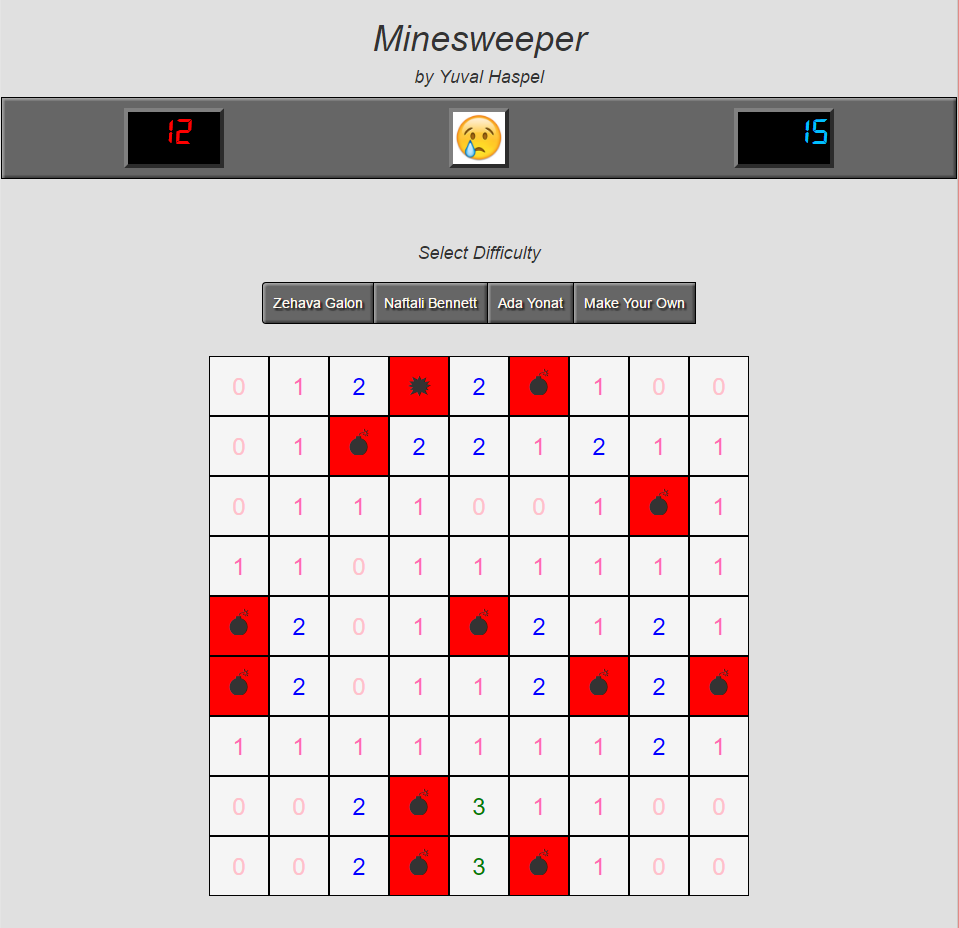 Minesweeper
by Yuval Haspel
12 15
Select Difficulty
Zehava Galon Naftali Bennett Ada Yonat Make Your Own
0 1 2 2 1 0 0
0 1 2 2 1 2 1 1
0 1 1 1 0 0 1 1
1 1 0 1 1 1 1 1 1
2 0 1 2 1 2 1
2 0 1 1 2 2
1 1 1 1 1 1 1 2 1
0 0 2 3 1 1 0 0
0 0 2 3 1 0 0